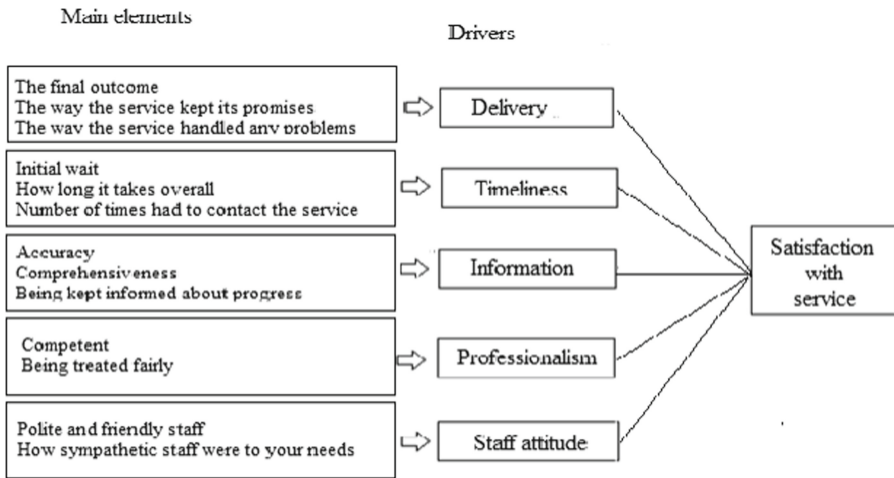 Main elements
Drivers
The final outcome
The way the service kept its promises
The way the service handled any problems
Delivery
Initial wait
How long it takes overall
Number of times had to contact the service
Timeliness
Accuracy
Comprehensiveness
Being kept informed about progress
Information
Satisfaction
with
service
Competent
Being treated fairly
Professionalism
Polite and friendly staff
How sympathetic staff were to your needs
Staff attitude